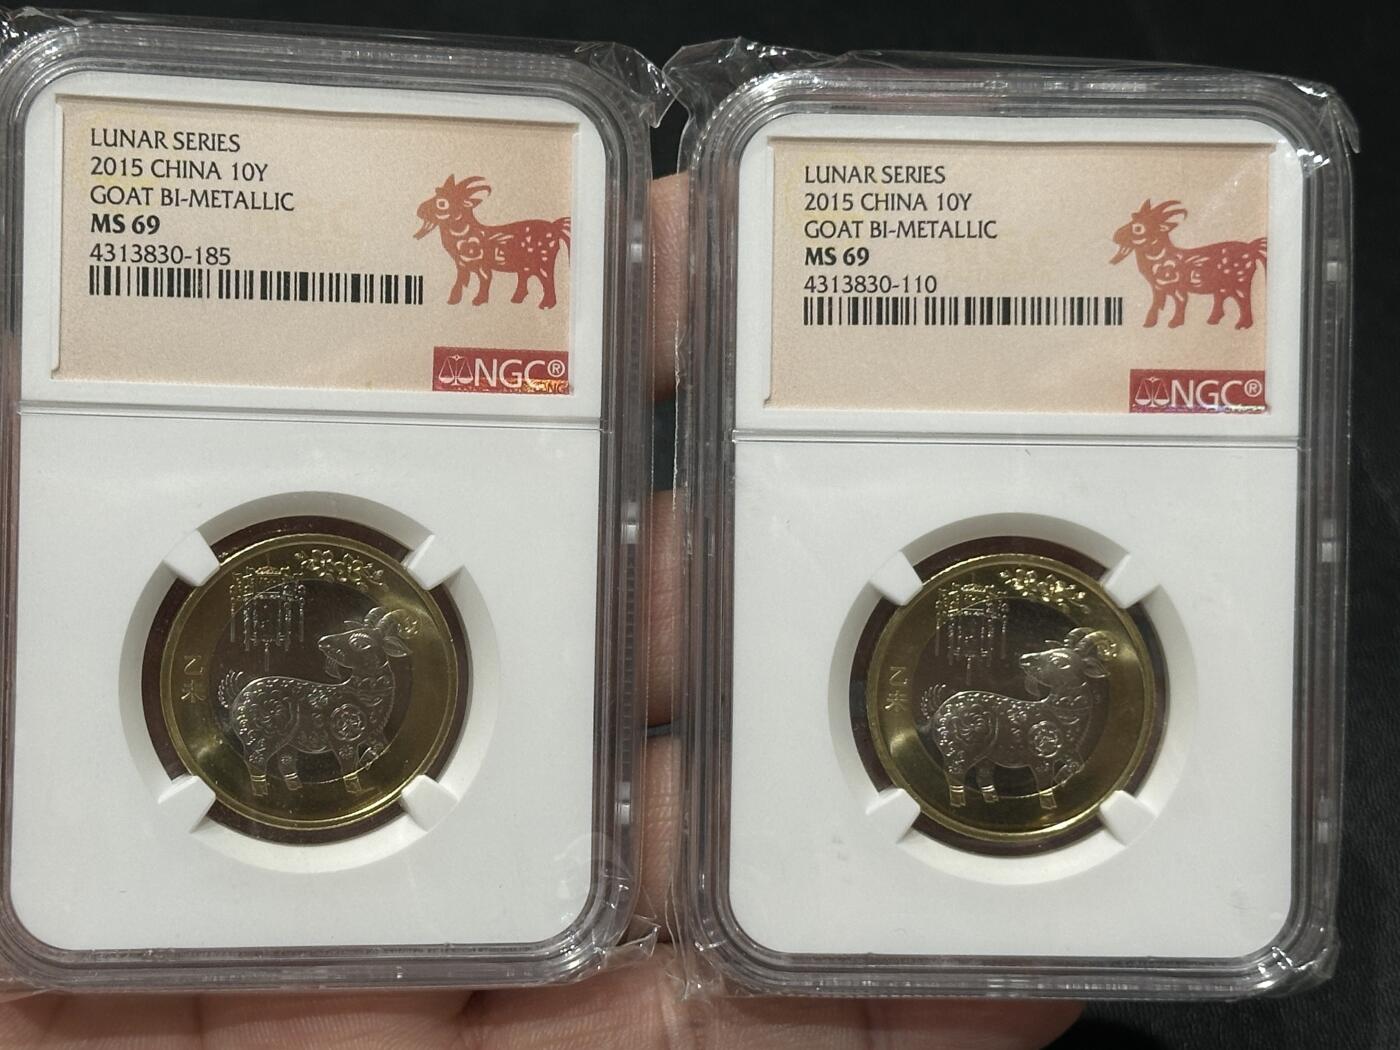 LUNAR SERIES
2015 CHINA 10Y
GOAT BI-METALLIC
MS 69
4313830-185
NGC®
乙
未
LUNAR SERIES
2015 CHINA 10Y
GOAT BI-METALLIC
MS 69
4313830-110
NGC®
乙
未